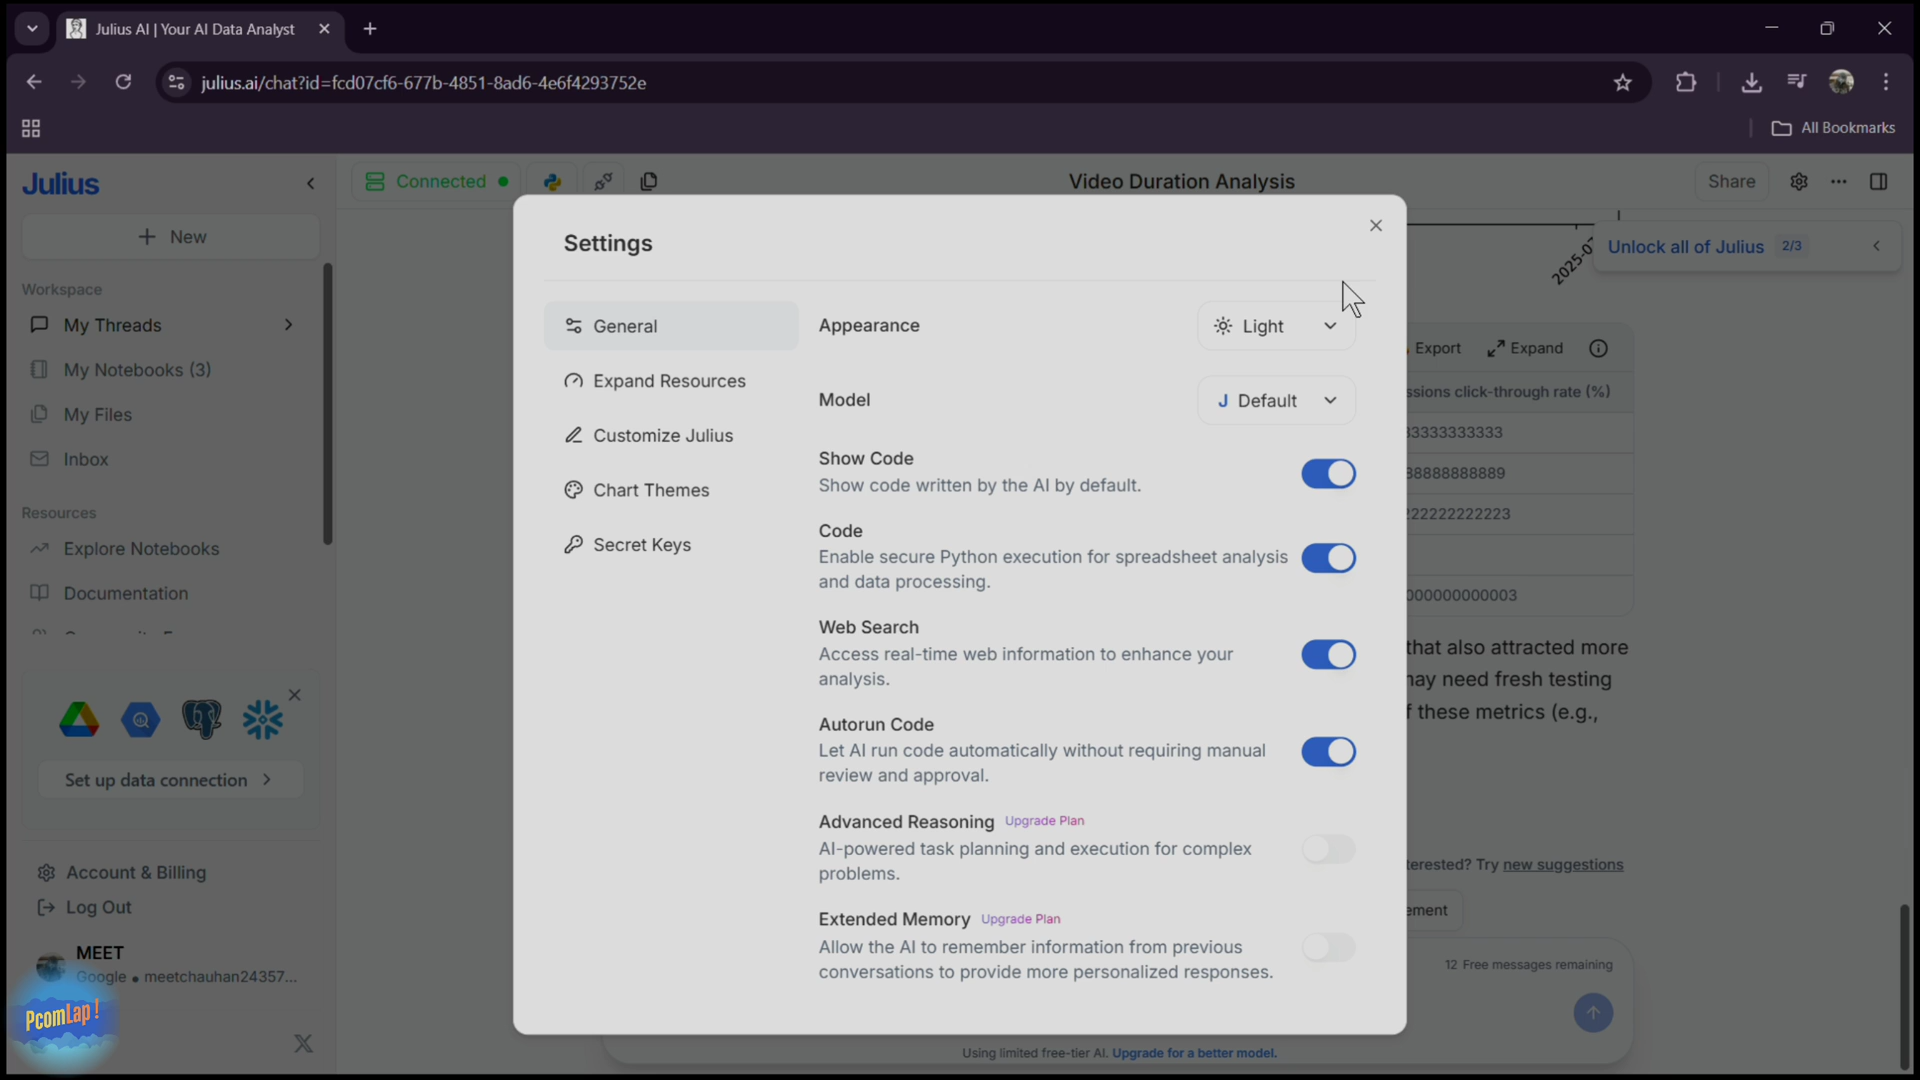 Julius AI | Your AI Data Analyst
julius.ai/chat?id=fcd07cf6-677b-4851-8ad6-4e6f4293752e
All Bookmarks
Julius
Connected
Video Duration Analysis
Share
New
Unlock all of Julius 2/3
Workspace
My Threads
My Notebooks (3)
My Files
Inbox
Resources
Explore Notebooks
Documentation
Set up data connection
Account & Billing
Log Out
MEET
Google • meetchauhan24357...
PcomLap!
Settings
General
Expand Resources
Customize Julius
Chart Themes
Secret Keys
Appearance
Light
Model
J Default
Show Code
Show code written by the AI by default.
Code
Enable secure Python execution for spreadsheet analysis
and data processing.
Web Search
Access real-time web information to enhance your
analysis.
Autorun Code
Let AI run code automatically without requiring manual
review and approval.
Advanced Reasoning Upgrade Plan
AI-powered task planning and execution for complex
problems.
Extended Memory Upgrade Plan
Allow the AI to remember information from previous
conversations to provide more personalized responses.
2025-0
Export
Expand
ssions click-through rate (%)
33333333333
88888888889
222222222223
000000000003
that also attracted more
nay need fresh testing
f these metrics (e.g.,
terested? Try new suggestions
ement
12 Free messages remaining
Using limited free-tier AI. Upgrade for a better model.